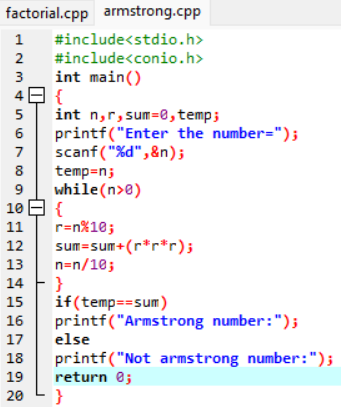 factorial.cpp armstrong.cpp
1 #include<stdio.h>
2 #include<conio.h>
3 int main()
4 {
5 int n,r,sum=0,temp;
6 printf("Enter the number=");
7 scanf("%d",&n);
8 temp=n;
9 while(n>0)
10 {
11 r=n%10;
12 sum=sum+(r*r*r);
13 n=n/10;
14 }
15 if(temp==sum)
16 printf("Armstrong number:");
17 else
18 printf("Not armstrong number:");
19 return 0;
20 }